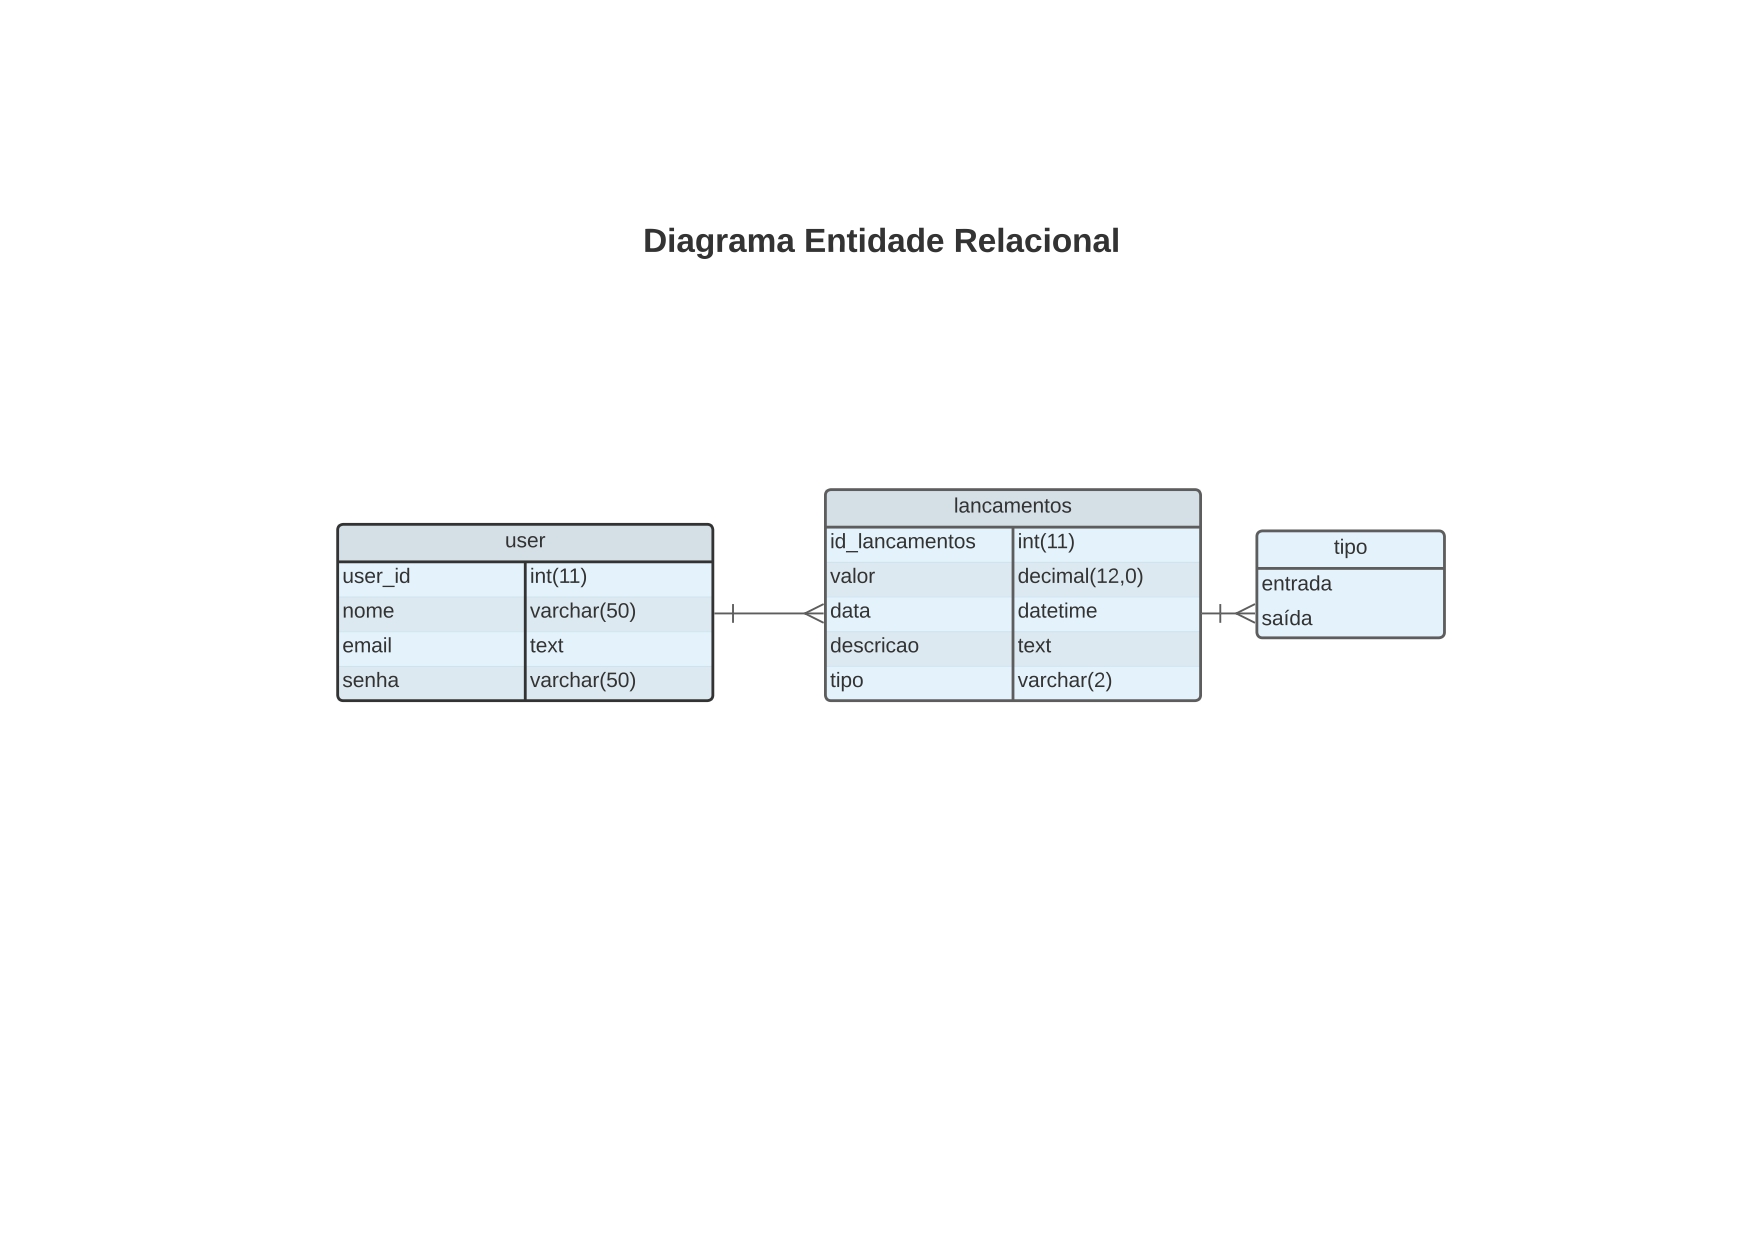 Diagrama Entidade Relacional
user
user_id int(11)
nome varchar(50)
email text
senha varchar(50)
lancamentos
id_lancamentos int(11)
valor decimal(12,0)
data datetime
descricao text
tipo varchar(2)
tipo
entrada
saída